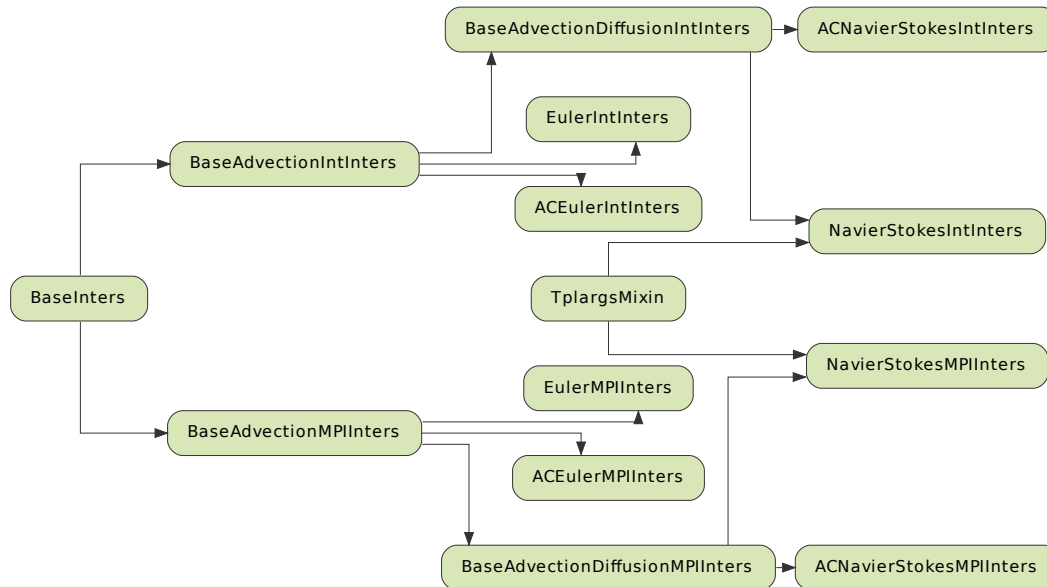 BaseAdvectionDiffusionIntInters
ACNavierStokesIntInters
EulerIntInters
BaseAdvectionIntInters
ACEulerIntInters
NavierStokesIntInters
BaseInters
TplargsMixin
NavierStokesMPIInters
EulerMPIInters
BaseAdvectionMPIInters
ACEulerMPIInters
BaseAdvectionDiffusionMPIInters
ACNavierStokesMPIInters